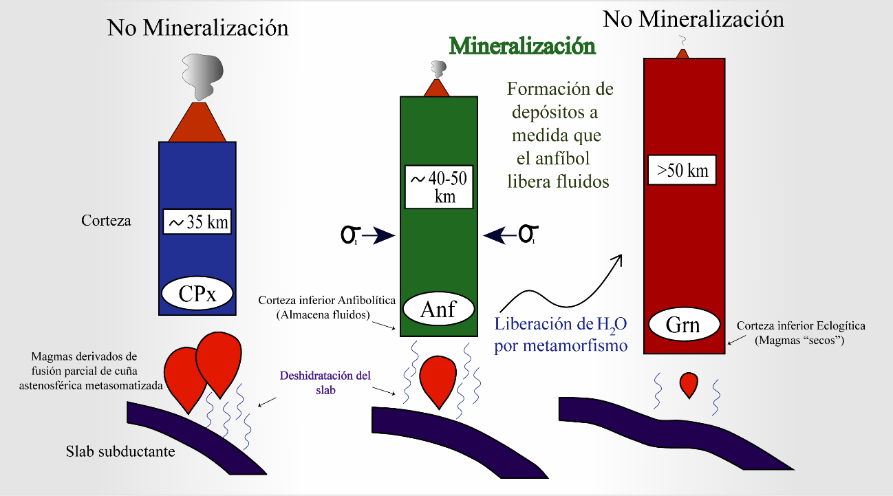 No Mineralización
~ 35 km
Corteza
CPx
Magmas derivados de
fusión parcial de cuña
astenosférica metasomatizada
Slab subductante
Deshidratación del
slab
Mineralización
~ 40-50
km
σ1
σ1
Anf
Corteza inferior Anfibolítica
(Almacena fluidos)
Formación de
depósitos a
medida que
el anfíbol
libera fluidos
Liberación de H2O
por metamorfismo
No Mineralización
>50 km
Grn
Corteza inferior Eclogítica
(Magmas “secos”)